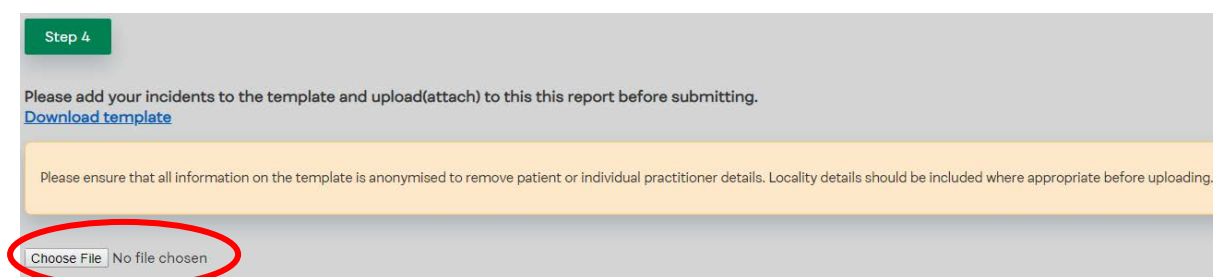 Step 4
Please add your incidents to the template and upload(attach) to this this report before submitting.
Download template
Please ensure that all information on the template is anonymised to remove patient or individual practitioner details. Locality details should be included where appropriate before uploading.
Choose File No file chosen